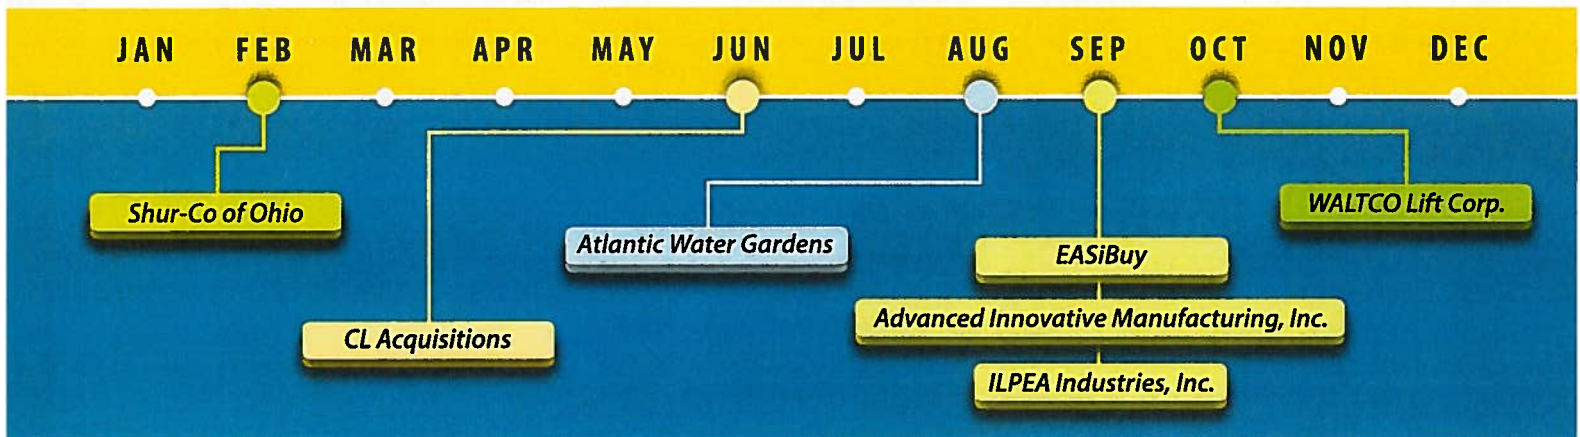 JAN FEB MAR APR MAY JUN JUL AUG SEP OCT NOV DEC
Shur-Co of Ohio
CL Acquisitions
Atlantic Water Gardens
EASiBuy
Advanced Innovative Manufacturing, Inc.
ILPEA Industries, Inc.
WALTCO Lift Corp.